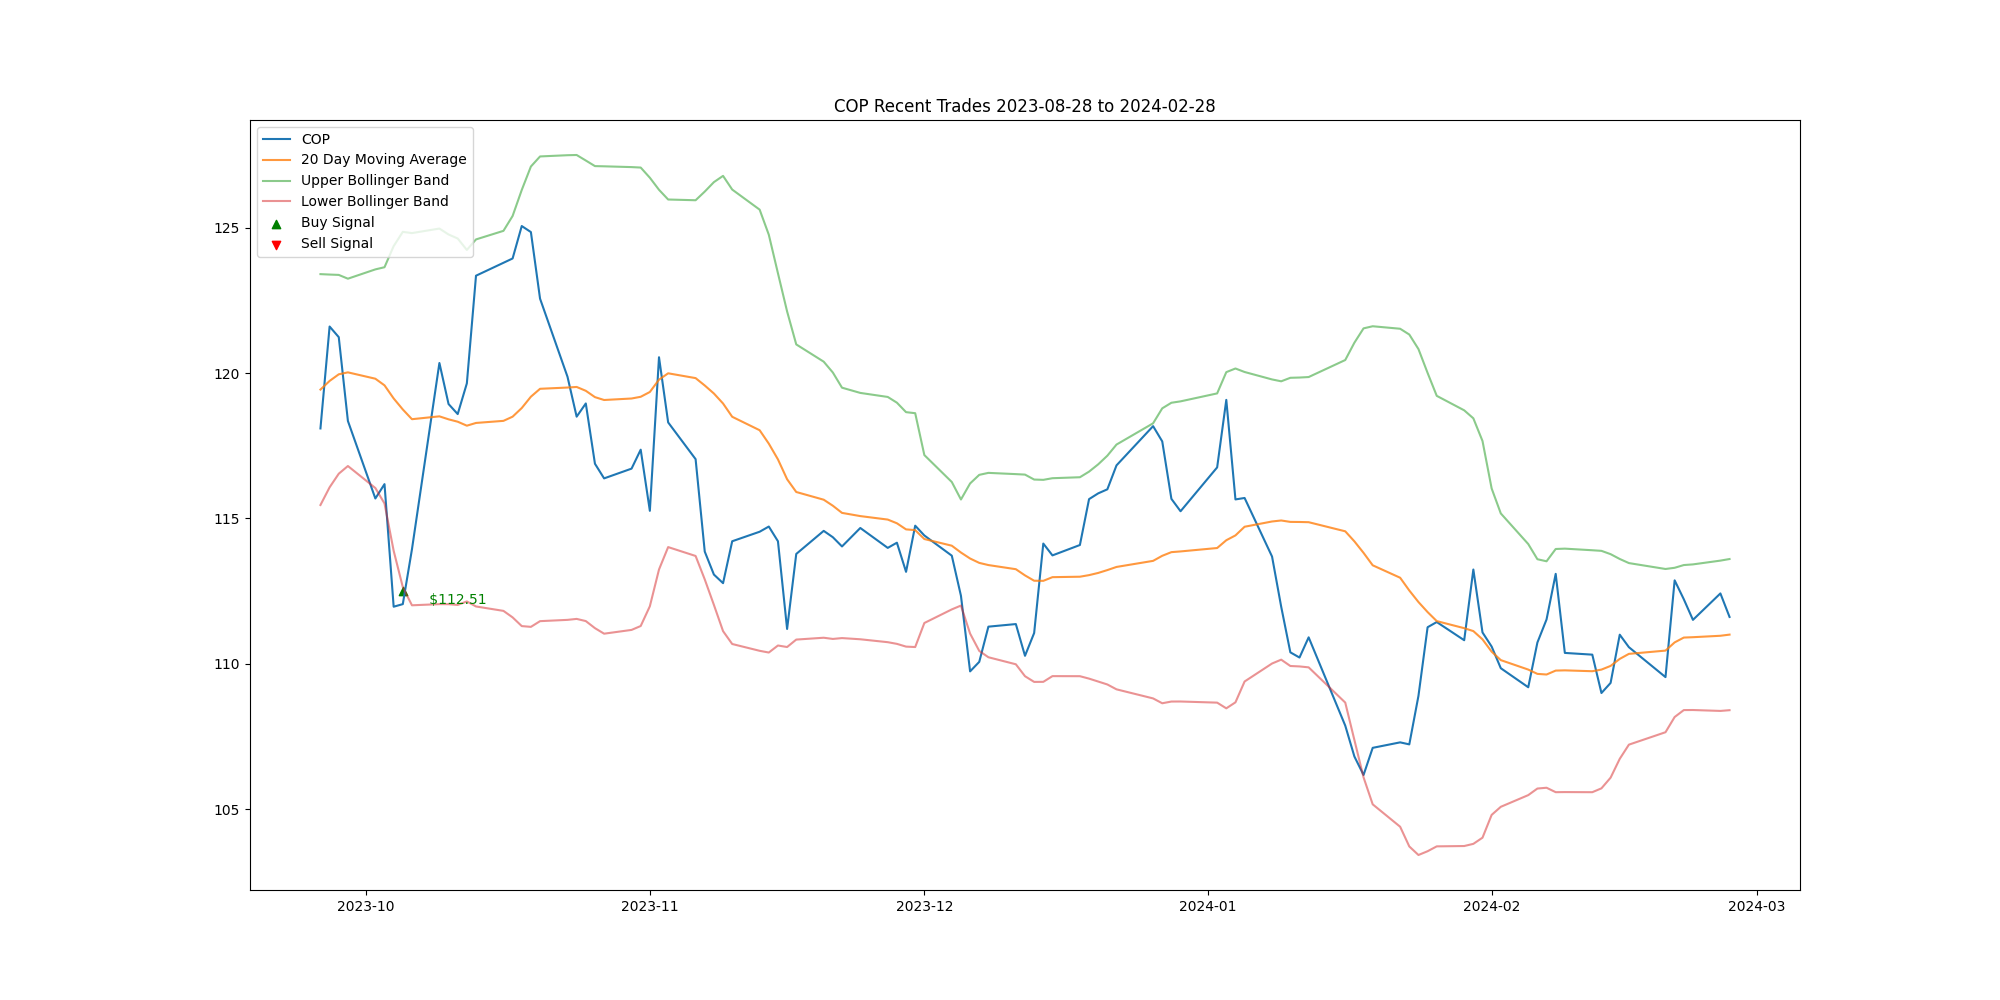 COP Recent Trades 2023-08-28 to 2024-02-28
COP
20 Day Moving Average
Upper Bollinger Band
Lower Bollinger Band
Buy Signal
Sell Signal
125
120
115
110
105
$112.51
2023-10
2023-11
2023-12
2024-01
2024-02
2024-03